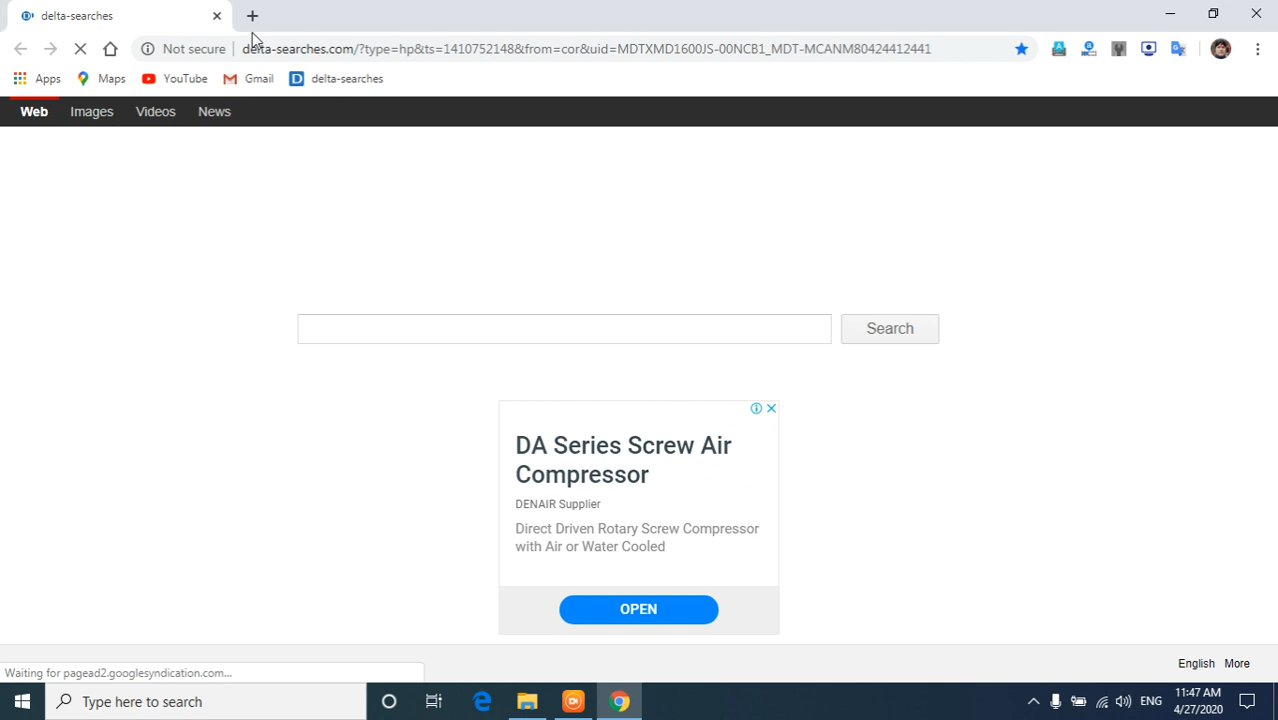 delta-searches
Not secure
delta-searches.com/?type=hp&ts=1410752148&from=cor&uid=MDTXMD1600JS-00NCB1_MDT-MCANM80424412441
Apps
Maps
YouTube
Gmail
delta-searches
Web
Images
Videos
News
Search
DA Series Screw Air
Compressor
DENAIR Supplier
Direct Driven Rotary Screw Compressor
with Air or Water Cooled
OPEN
English
More
Waiting for pagead2.googlesyndication.com...
Type here to search
ENG
11:47 AM
4/27/2020